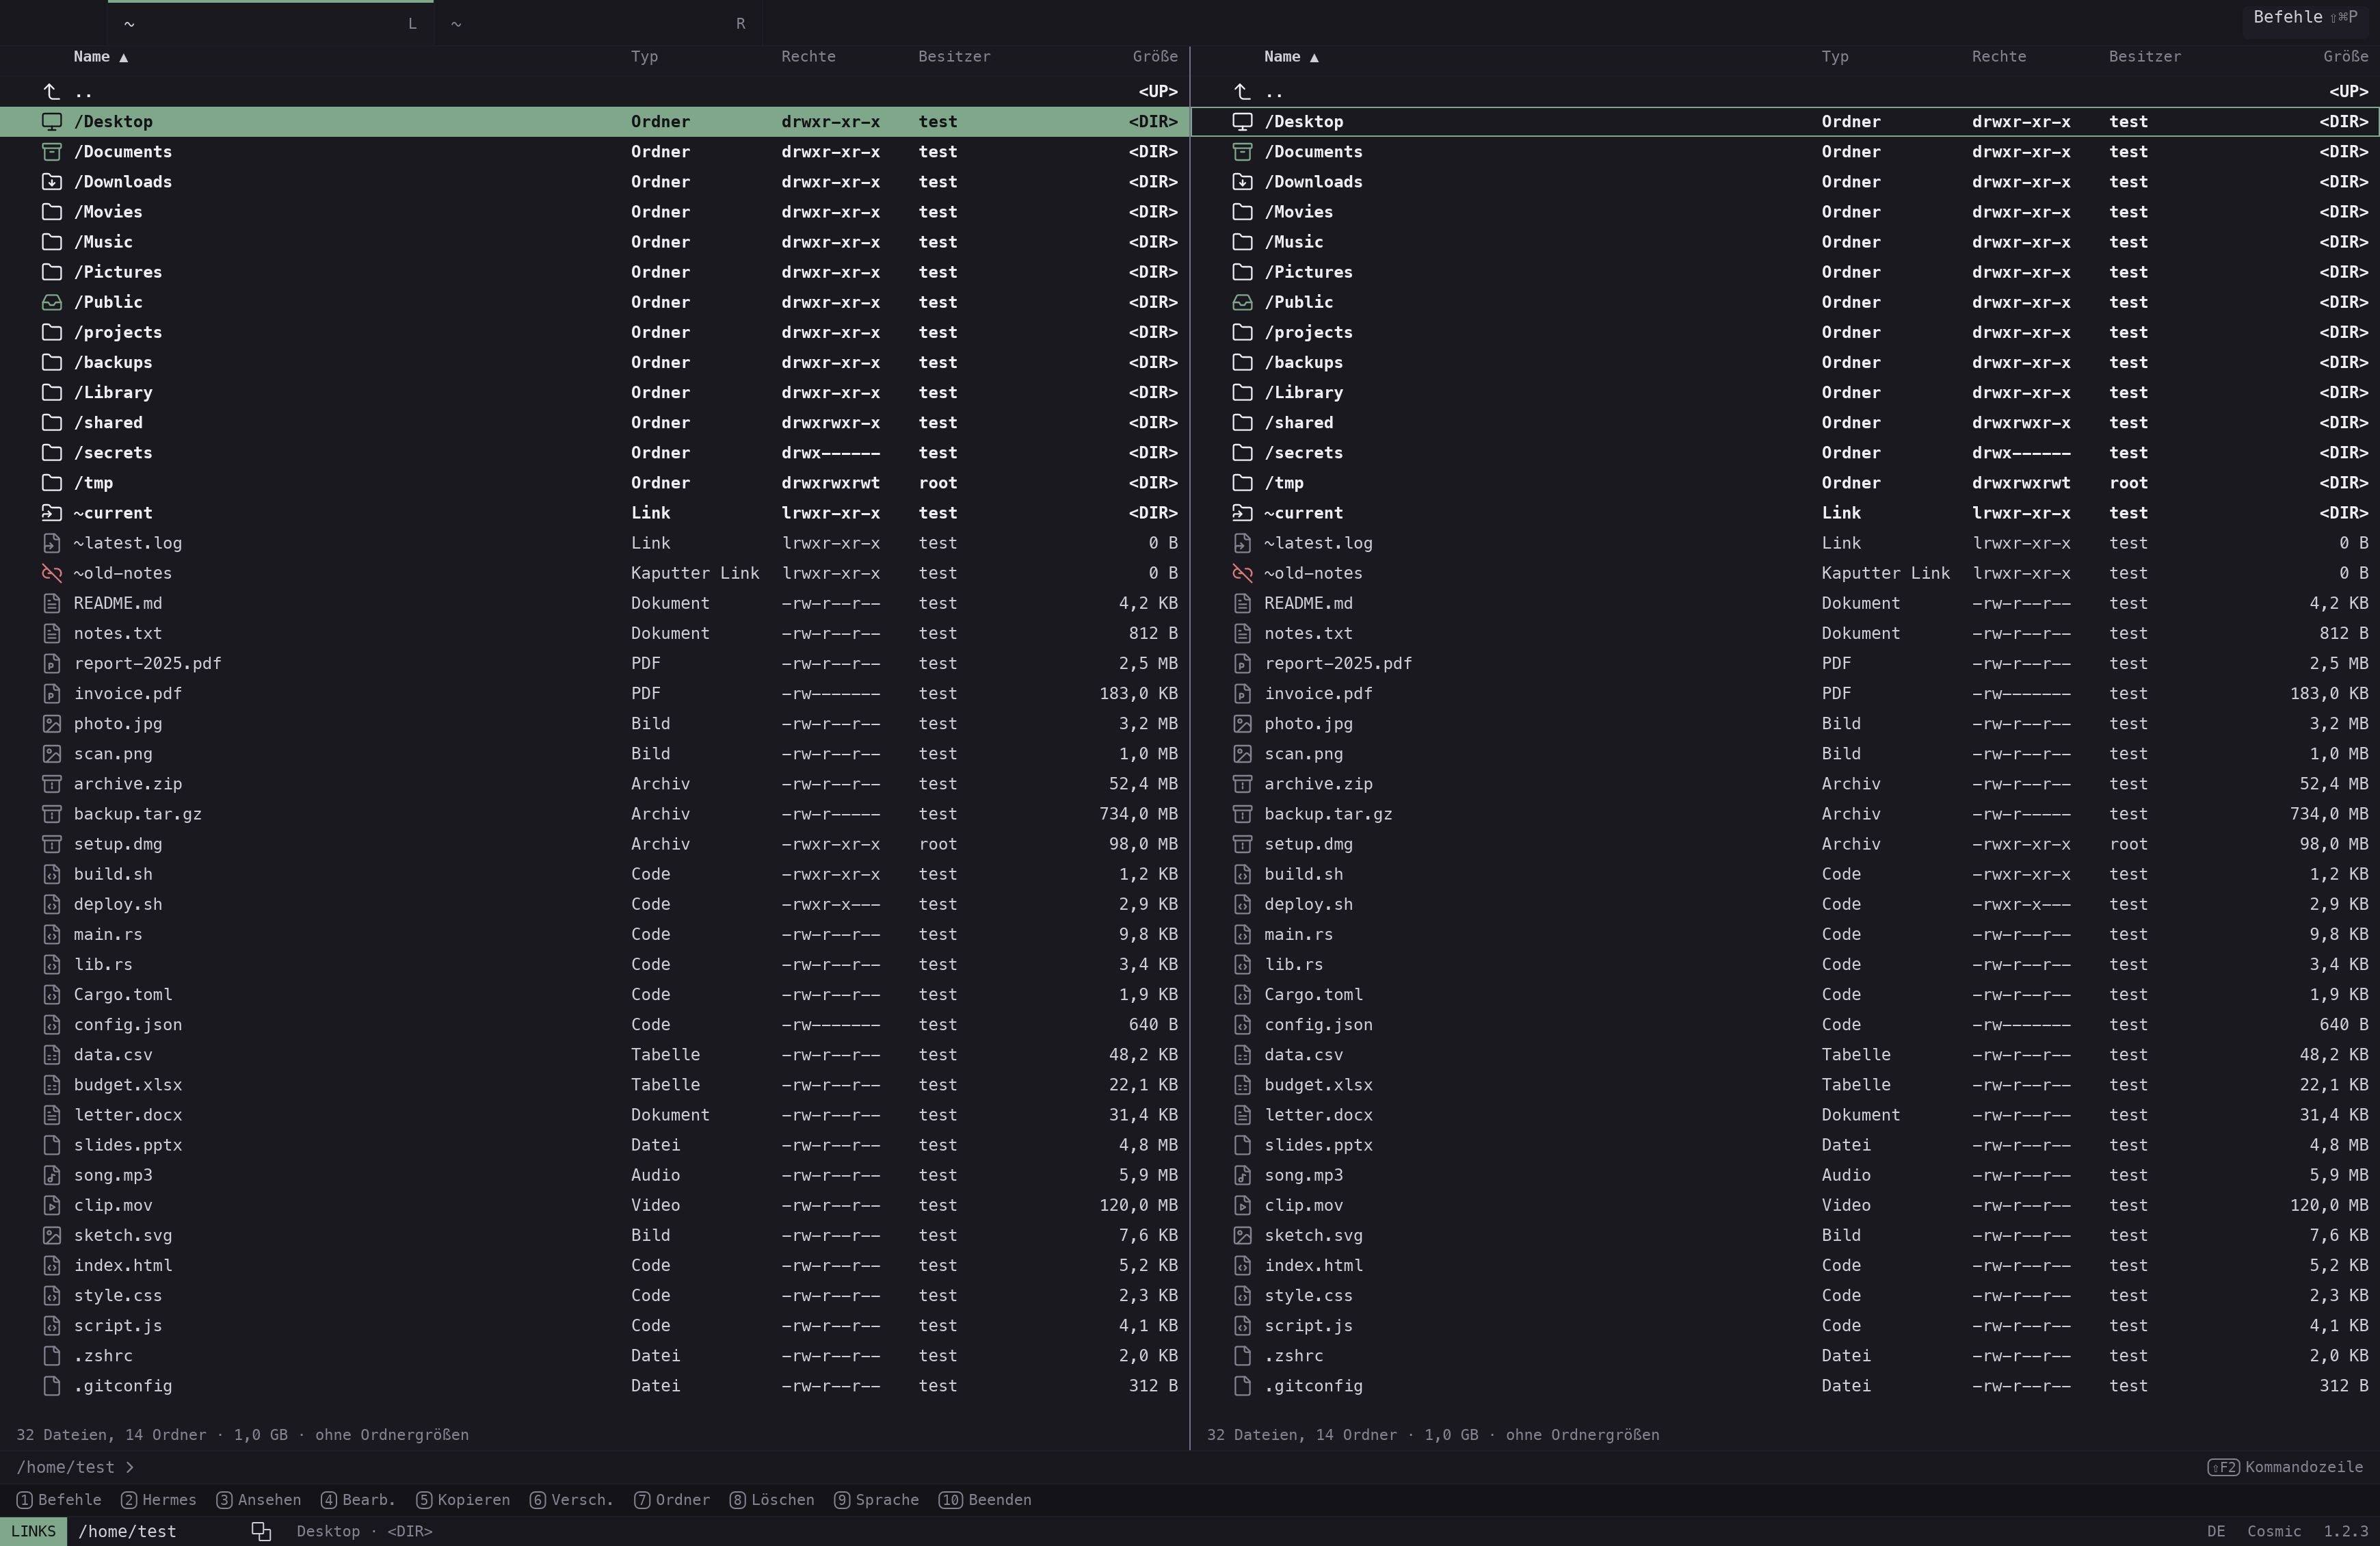 ~ L ~ R Befehle ⇧⌘P
Name ▲ Typ Rechte Besitzer Größe Name ▲ Typ Rechte Besitzer Größe
.. <UP> .. <UP>
/Desktop Ordner drwxr-xr-x test <DIR> /Desktop Ordner drwxr-xr-x test <DIR>
/Documents Ordner drwxr-xr-x test <DIR> /Documents Ordner drwxr-xr-x test <DIR>
/Downloads Ordner drwxr-xr-x test <DIR> /Downloads Ordner drwxr-xr-x test <DIR>
/Movies Ordner drwxr-xr-x test <DIR> /Movies Ordner drwxr-xr-x test <DIR>
/Music Ordner drwxr-xr-x test <DIR> /Music Ordner drwxr-xr-x test <DIR>
/Pictures Ordner drwxr-xr-x test <DIR> /Pictures Ordner drwxr-xr-x test <DIR>
/Public Ordner drwxr-xr-x test <DIR> /Public Ordner drwxr-xr-x test <DIR>
/projects Ordner drwxr-xr-x test <DIR> /projects Ordner drwxr-xr-x test <DIR>
/backups Ordner drwxr-xr-x test <DIR> /backups Ordner drwxr-xr-x test <DIR>
/Library Ordner drwxr-xr-x test <DIR> /Library Ordner drwxr-xr-x test <DIR>
/shared Ordner drwxrwxr-x test <DIR> /shared Ordner drwxrwxr-x test <DIR>
/secrets Ordner drwx------ test <DIR> /secrets Ordner drwx------ test <DIR>
/tmp Ordner drwxrwxrwt root <DIR> /tmp Ordner drwxrwxrwt root <DIR>
~current Link lrwxr-xr-x test <DIR> ~current Link lrwxr-xr-x test <DIR>
~latest.log Link lrwxr-xr-x test 0 B ~latest.log Link lrwxr-xr-x test 0 B
~old-notes Kaputter Link lrwxr-xr-x test 0 B ~old-notes Kaputter Link lrwxr-xr-x test 0 B
README.md Dokument -rw-r--r-- test 4,2 KB README.md Dokument -rw-r--r-- test 4,2 KB
notes.txt Dokument -rw-r--r-- test 812 B notes.txt Dokument -rw-r--r-- test 812 B
report-2025.pdf PDF -rw-r--r-- test 2,5 MB report-2025.pdf PDF -rw-r--r-- test 2,5 MB
invoice.pdf PDF -rw------- test 183,0 KB invoice.pdf PDF -rw------- test 183,0 KB
photo.jpg Bild -rw-r--r-- test 3,2 MB photo.jpg Bild -rw-r--r-- test 3,2 MB
scan.png Bild -rw-r--r-- test 1,0 MB scan.png Bild -rw-r--r-- test 1,0 MB
archive.zip Archiv -rw-r--r-- test 52,4 MB archive.zip Archiv -rw-r--r-- test 52,4 MB
backup.tar.gz Archiv -rw-r----- test 734,0 MB backup.tar.gz Archiv -rw-r----- test 734,0 MB
setup.dmg Archiv -rwxr-xr-x root 98,0 MB setup.dmg Archiv -rwxr-xr-x root 98,0 MB
build.sh Code -rwxr-xr-x test 1,2 KB build.sh Code -rwxr-xr-x test 1,2 KB
deploy.sh Code -rwxr-x--- test 2,9 KB deploy.sh Code -rwxr-x--- test 2,9 KB
main.rs Code -rw-r--r-- test 9,8 KB main.rs Code -rw-r--r-- test 9,8 KB
lib.rs Code -rw-r--r-- test 3,4 KB lib.rs Code -rw-r--r-- test 3,4 KB
Cargo.toml Code -rw-r--r-- test 1,9 KB Cargo.toml Code -rw-r--r-- test 1,9 KB
config.json Code -rw------- test 640 B config.json Code -rw------- test 640 B
data.csv Tabelle -rw-r--r-- test 48,2 KB data.csv Tabelle -rw-r--r-- test 48,2 KB
budget.xlsx Tabelle -rw-r--r-- test 22,1 KB budget.xlsx Tabelle -rw-r--r-- test 22,1 KB
letter.docx Dokument -rw-r--r-- test 31,4 KB letter.docx Dokument -rw-r--r-- test 31,4 KB
slides.pptx Datei -rw-r--r-- test 4,8 MB slides.pptx Datei -rw-r--r-- test 4,8 MB
song.mp3 Audio -rw-r--r-- test 5,9 MB song.mp3 Audio -rw-r--r-- test 5,9 MB
clip.mov Video -rw-r--r-- test 120,0 MB clip.mov Video -rw-r--r-- test 120,0 MB
sketch.svg Bild -rw-r--r-- test 7,6 KB sketch.svg Bild -rw-r--r-- test 7,6 KB
index.html Code -rw-r--r-- test 5,2 KB index.html Code -rw-r--r-- test 5,2 KB
style.css Code -rw-r--r-- test 2,3 KB style.css Code -rw-r--r-- test 2,3 KB
script.js Code -rw-r--r-- test 4,1 KB script.js Code -rw-r--r-- test 4,1 KB
.zshrc Datei -rw-r--r-- test 2,0 KB .zshrc Datei -rw-r--r-- test 2,0 KB
.gitconfig Datei -rw-r--r-- test 312 B .gitconfig Datei -rw-r--r-- test 312 B
32 Dateien, 14 Ordner · 1,0 GB · ohne Ordnergrößen 32 Dateien, 14 Ordner · 1,0 GB · ohne Ordnergrößen
/home/test > ⇧F2 Kommandozeile
1 Befehle 2 Hermes 3 Ansehen 4 Bearb. 5 Kopieren 6 Versch. 7 Ordner 8 Löschen 9 Sprache 10 Beenden
LINKS /home/test Desktop · <DIR> DE Cosmic 1.2.3